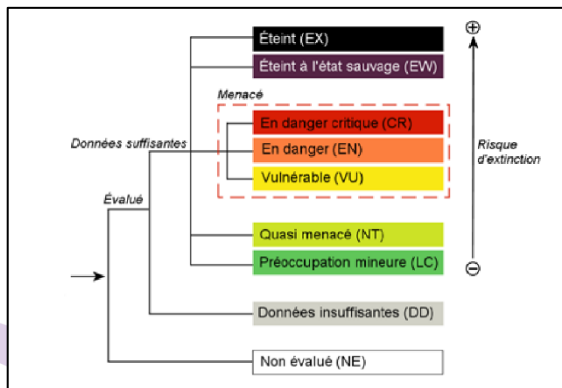 Éteint (EX)
Éteint à l'état sauvage (EW)
Menacé
En danger critique (CR)
Données suffisantes
En danger (EN)
Risque
d'extinction
Vulnérable (VU)
Évalué
Quasi menacé (NT)
Préoccupation mineure (LC)
Données insuffisantes (DD)
Non évalué (NE)